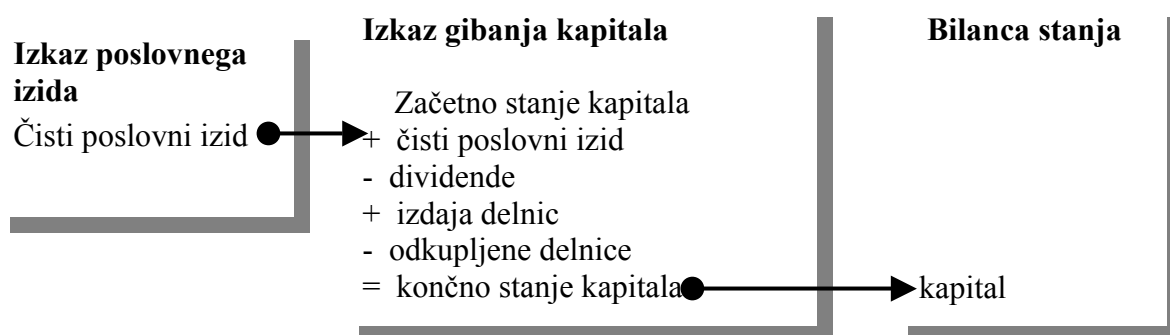 Izkaz poslovnega
izida
Čisti poslovni izid
Izkaz gibanja kapitala
Začetno stanje kapitala
+ čisti poslovni izid
- dividende
+ izdaja delnic
- odkupljene delnice
= končno stanje kapitala
Bilanca stanja
kapital